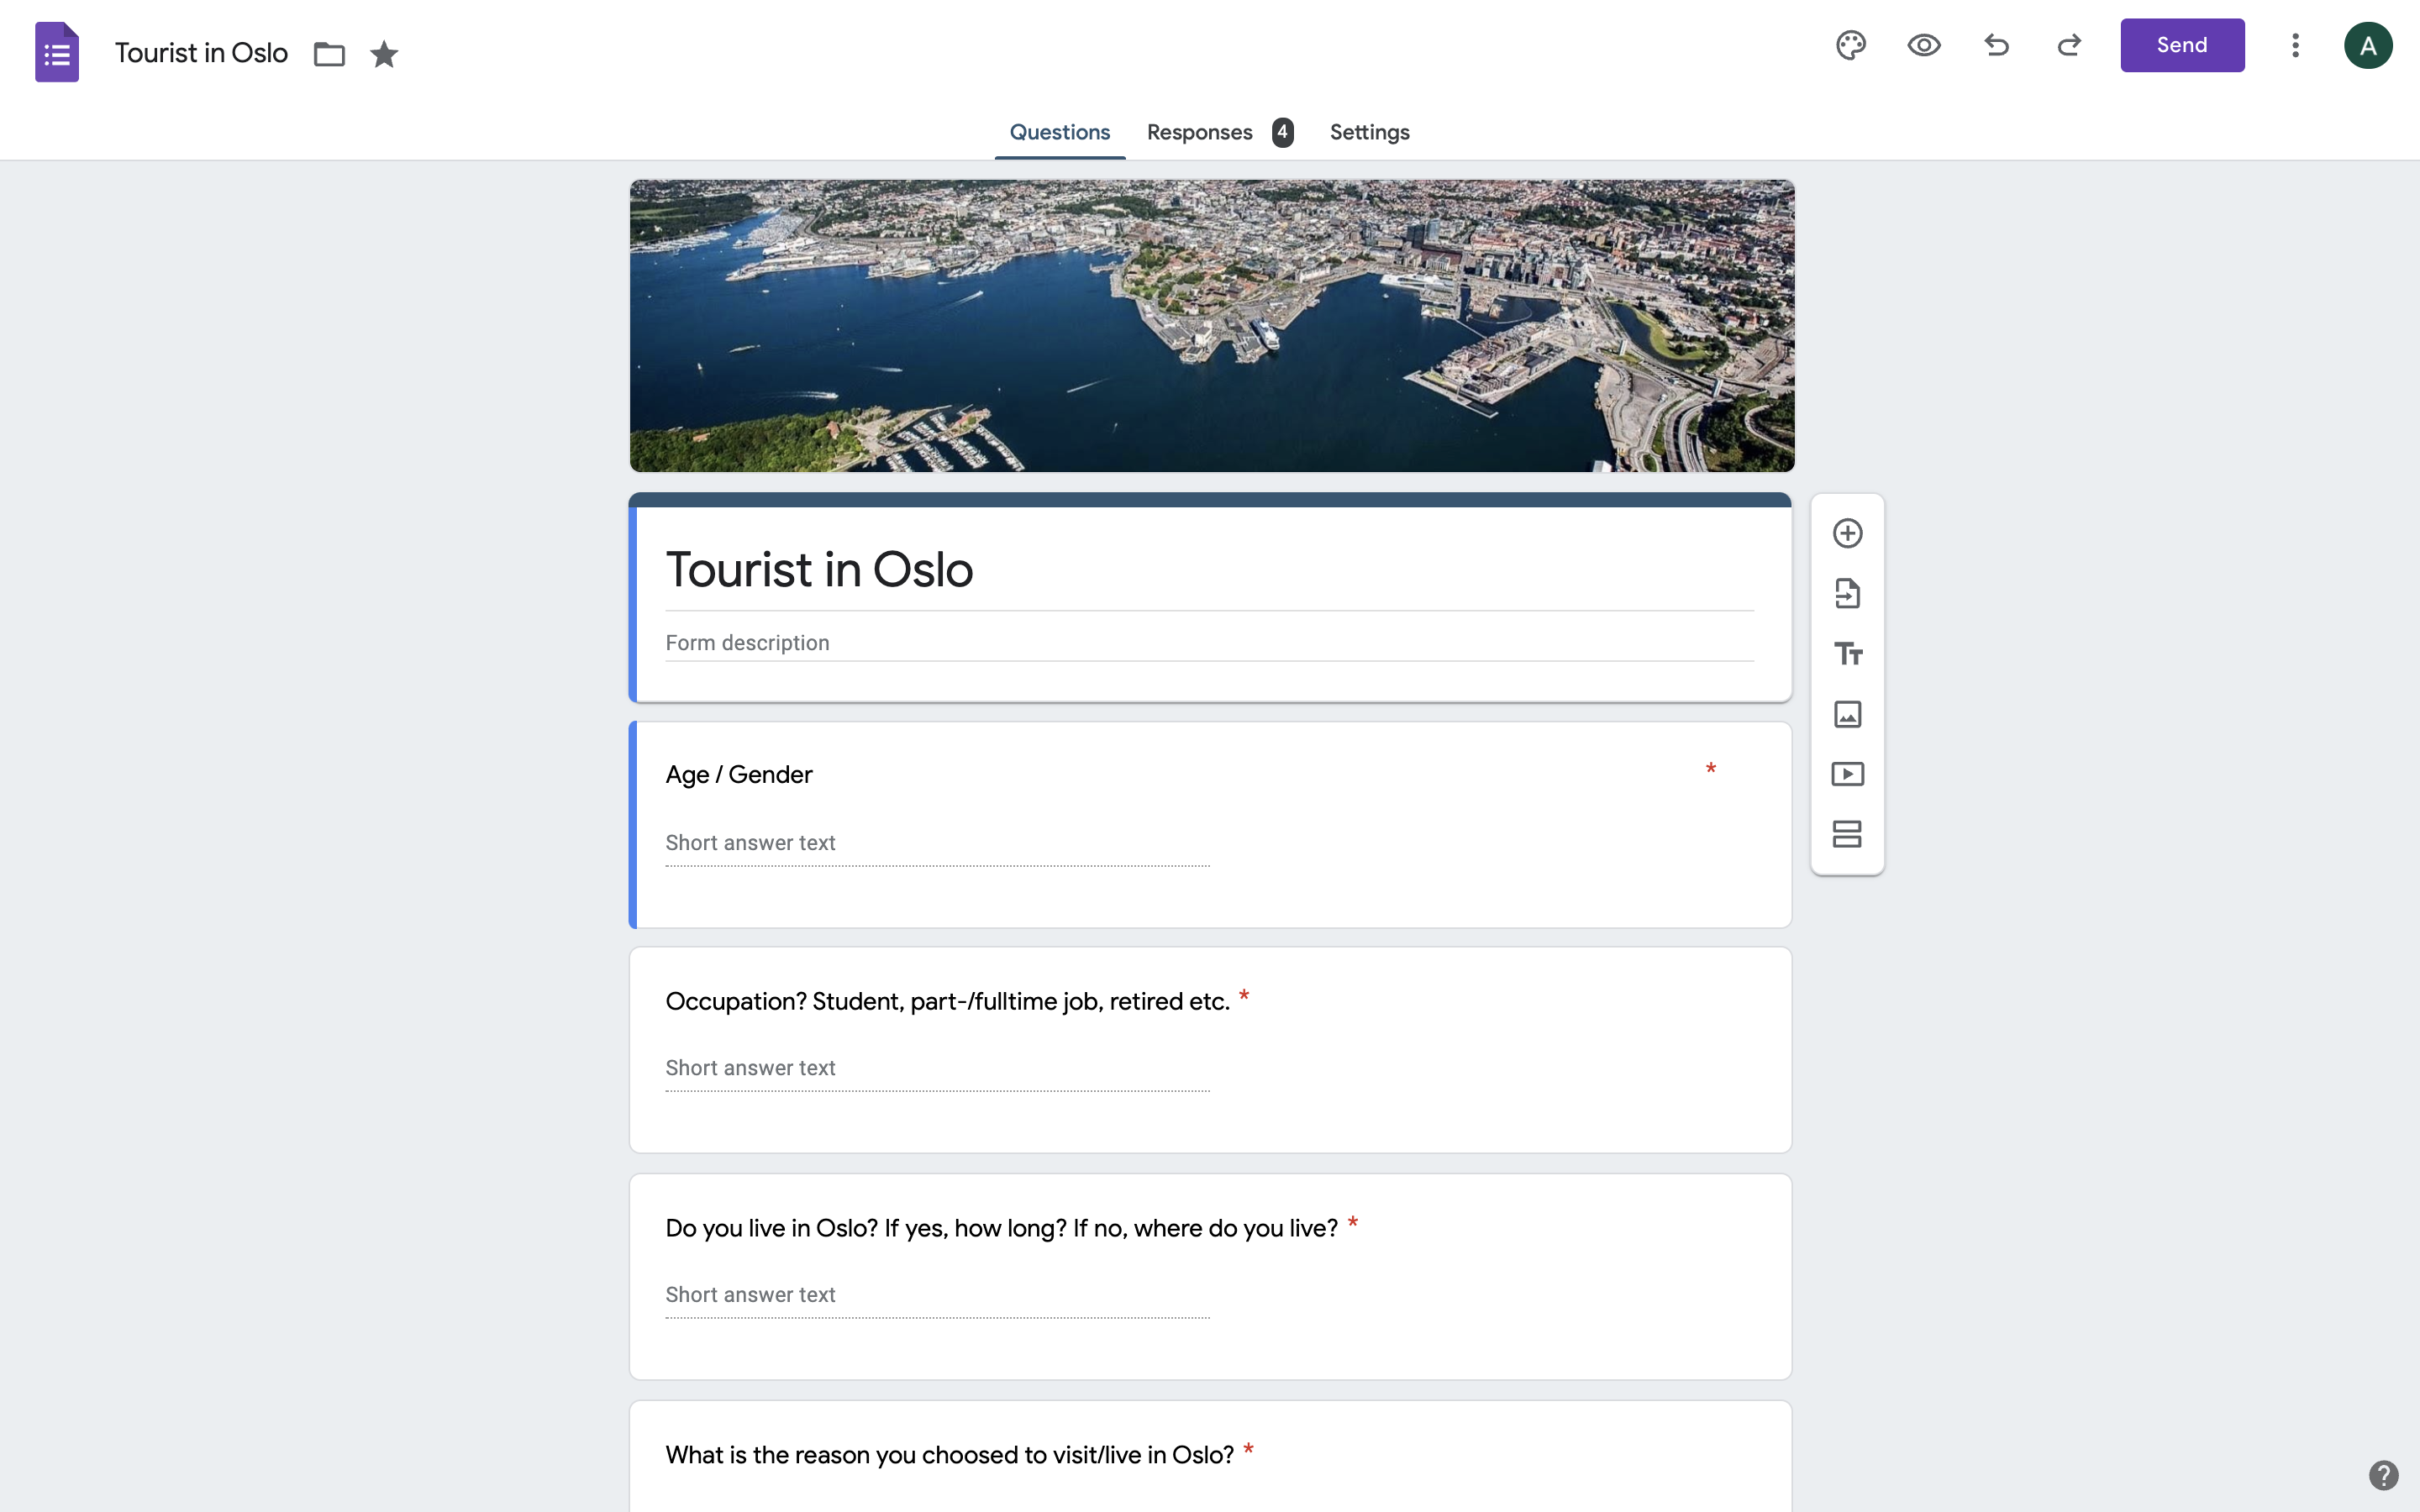 Tourist in Oslo
Send
A
Questions Responses 4 Settings
Tourist in Oslo
Form description
Age / Gender *
Short answer text
Occupation? Student, part-/fulltime job, retired etc. *
Short answer text
Do you live in Oslo? If yes, how long? If no, where do you live? *
Short answer text
What is the reason you choosed to visit/live in Oslo? *